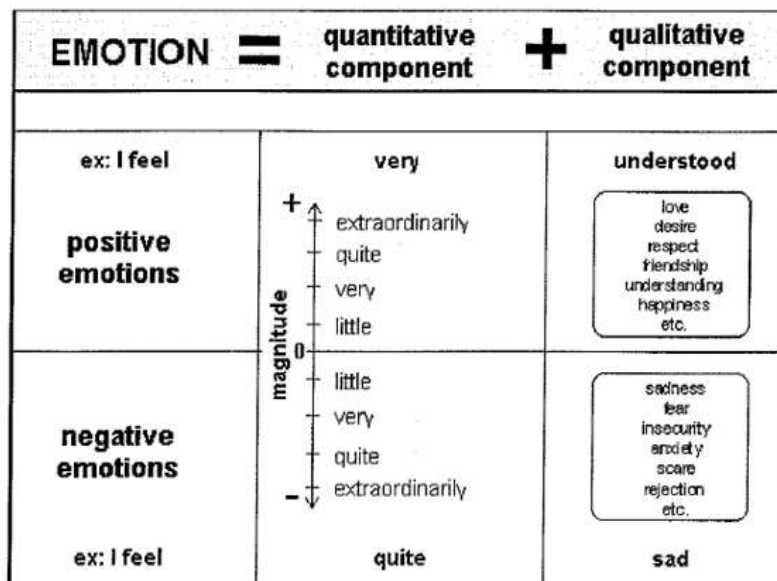 EMOTION = quantitative component + qualitative component
ex: I feel very understood
positive emotions
+
extraordinarily
quite
very
little
magnitude
0
love
desire
respect
friendship
understanding
happiness
etc.
negative emotions
little
very
quite
extraordinarily
-
sadness
fear
insecurity
anxiety
scare
rejection
etc.
ex: I feel quite sad